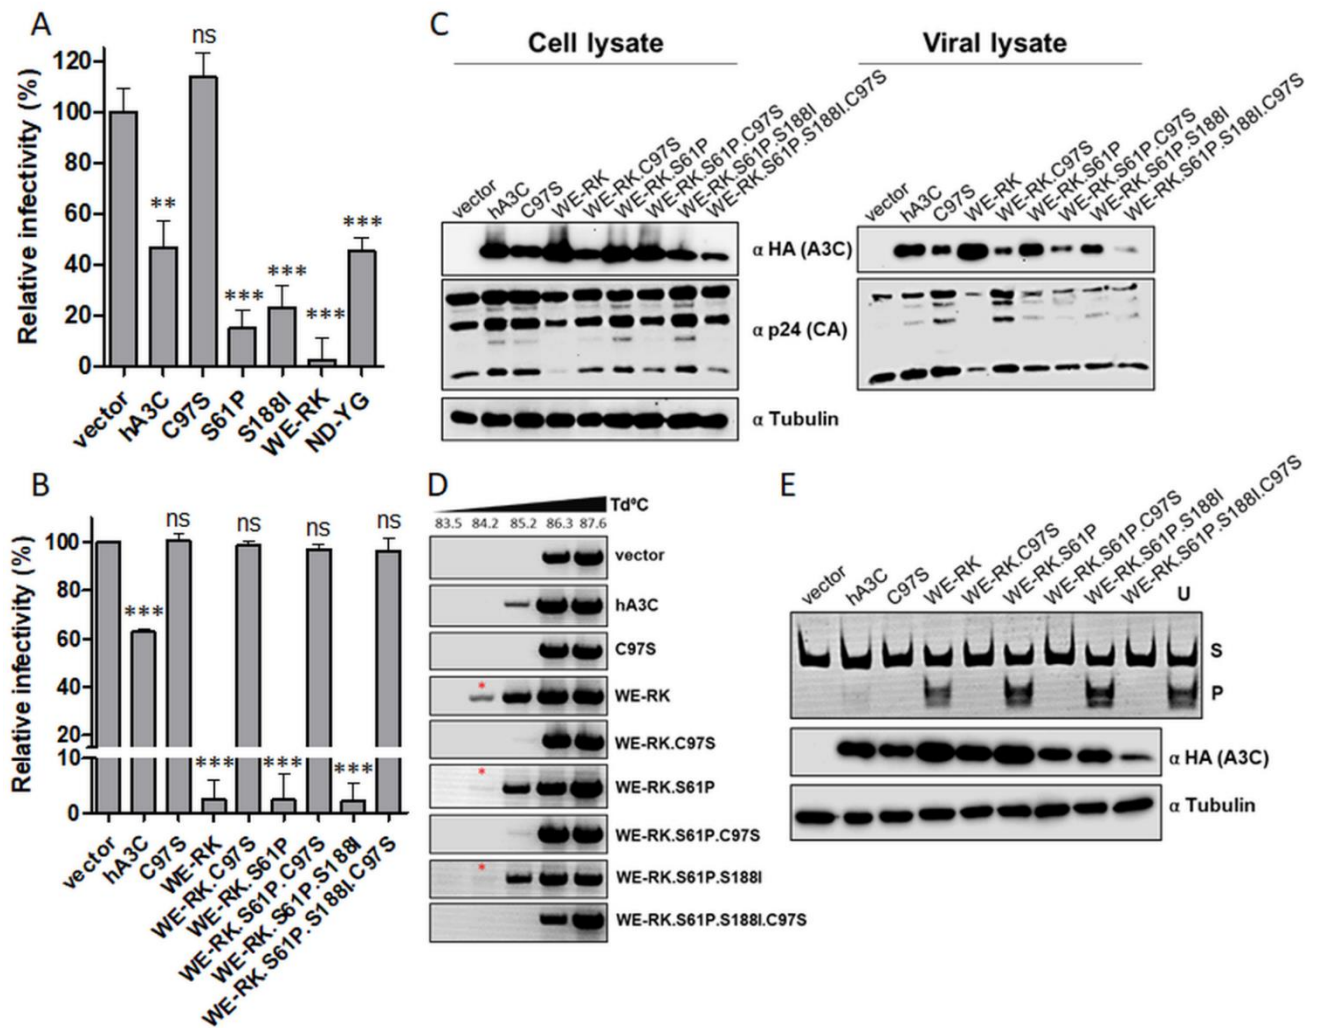 A
Relative infectivity (%)
120
100
80
60
40
20
0
ns
**
***
***
***
***
vector
hA3C
C97S
S61P
S188I
WE-RK
ND-YG
B
Relative infectivity (%)
100
80
60
40
20
10
0
***
ns
***
ns
***
ns
***
ns
vector
hA3C
C97S
WE-RK
WE-RK.C97S
WE-RK.S61P
WE-RK.S61P.C97S
WE-RK.S61P.S188I
WE-RK.S61P.S188I.C97S
C
Cell lysate
Viral lysate
vector
hA3C
C97S
WE-RK
WE-RK.C97S
WE-RK.S61P
WE-RK.S61P.C97S
WE-RK.S61P.S188I
WE-RK.S61P.S188I.C97S
vector
hA3C
C97S
WE-RK
WE-RK.C97S
WE-RK.S61P
WE-RK.S61P.C97S
WE-RK.S61P.S188I
WE-RK.S61P.S188I.C97S
α HA (A3C)
α p24 (CA)
α Tubulin
D
TdºC
83.5 84.2 85.2 86.3 87.6
vector
hA3C
C97S
* WE-RK
WE-RK.C97S
* WE-RK.S61P
WE-RK.S61P.C97S
* WE-RK.S61P.S188I
WE-RK.S61P.S188I.C97S
E
vector
hA3C
C97S
WE-RK
WE-RK.C97S
WE-RK.S61P
WE-RK.S61P.C97S
WE-RK.S61P.S188I
WE-RK.S61P.S188I.C97S
U
S
P
α HA (A3C)
α Tubulin